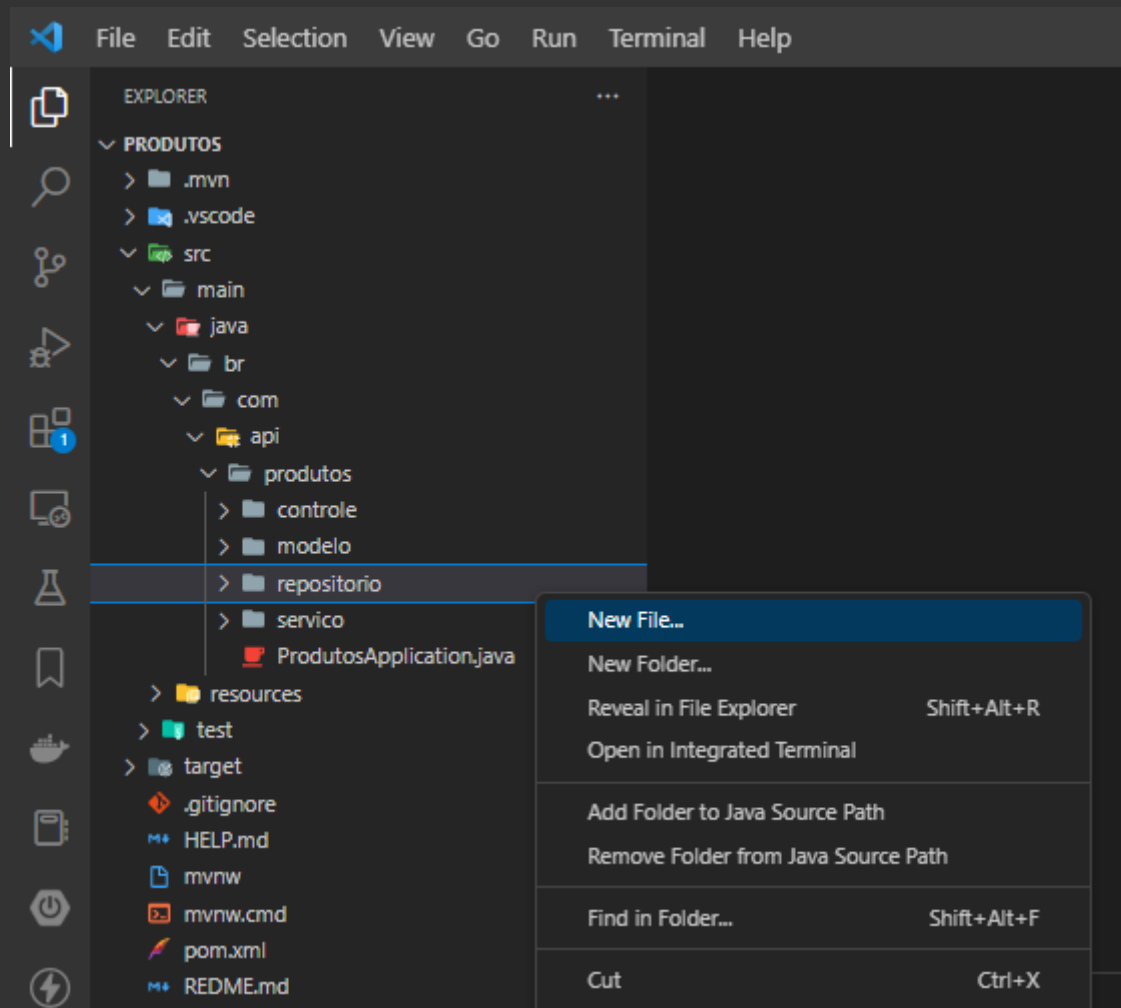 File Edit Selection View Go Run Terminal Help
EXPLORER ...
PRODUTOS
.mvn
.vscode
src
main
java
br
com
api
produtos
controle
modelo
repositorio
servico
ProdutosApplication.java
resources
test
target
.gitignore
HELP.md
mvnw
mvnw.cmd
pom.xml
REDME.md
1
New File...
New Folder...
Reveal in File Explorer Shift+Alt+R
Open in Integrated Terminal
Add Folder to Java Source Path
Remove Folder from Java Source Path
Find in Folder... Shift+Alt+F
Cut Ctrl+X